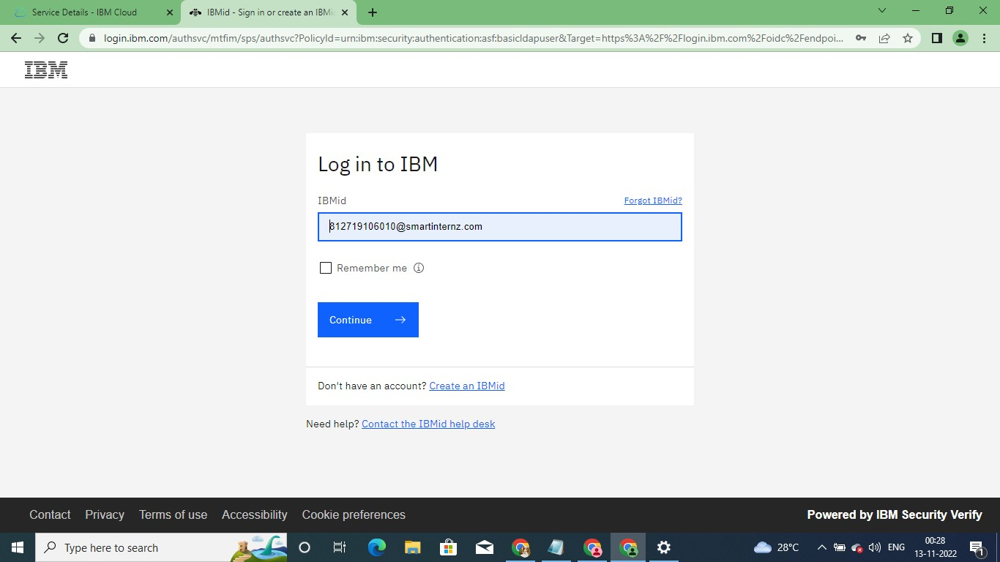 Service Details - IBM Cloud
IBMid - Sign in or create an IBMi
login.ibm.com/authsvc/mtfim/sps/authsvc?PolicyId=urn:ibm:security:authentication:asf:basicldapuser&Target=https%3A%2F%2Flogin.ibm.com%2Foidc%2Fendpoi...
IBM
Log in to IBM
IBMid
Forgot IBMid?
812719106010@smartinternz.com
Remember me
Continue
Don't have an account? Create an IBMid
Need help? Contact the IBMid help desk
Contact Privacy Terms of use Accessibility Cookie preferences
Powered by IBM Security Verify
Type here to search
28°C
ENG
00:28
13-11-2022
1